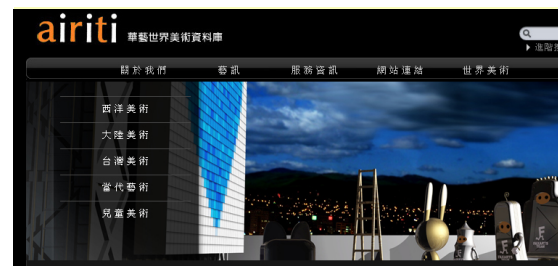 airiti 華藝世界美術資料庫
進階
關於我們 藝訊 服務資訊 網站連結 世界美術
西洋美術
大陸美術
台灣美術
當代藝術
兒童美術